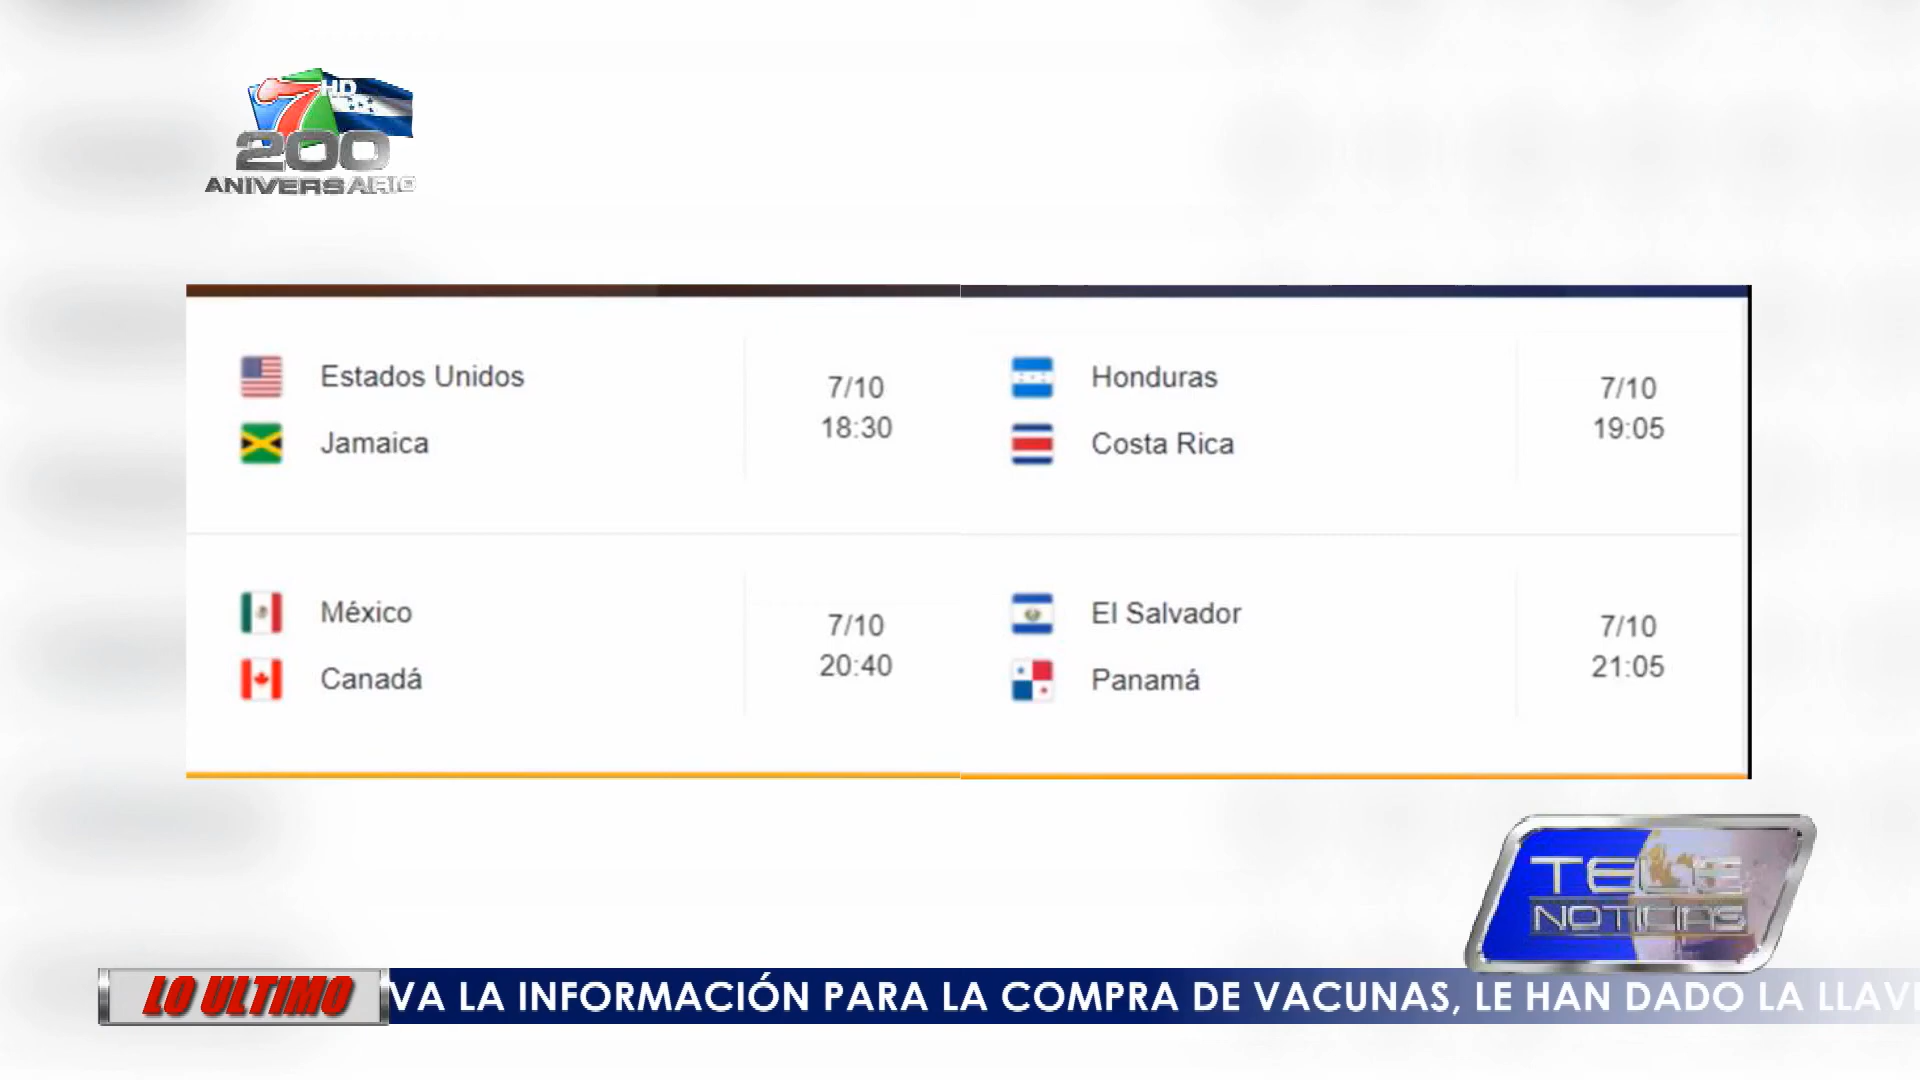 7 HD
200
ANIVERSARIO
Estados Unidos
Jamaica
7/10
18:30
Honduras
Costa Rica
7/10
19:05
México
Canadá
7/10
20:40
El Salvador
Panamá
7/10
21:05
TELE
NOTICIAS
LO ULTIMO
VA LA INFORMACIÓN PARA LA COMPRA DE VACUNAS, LE HAN DADO LA LLAV